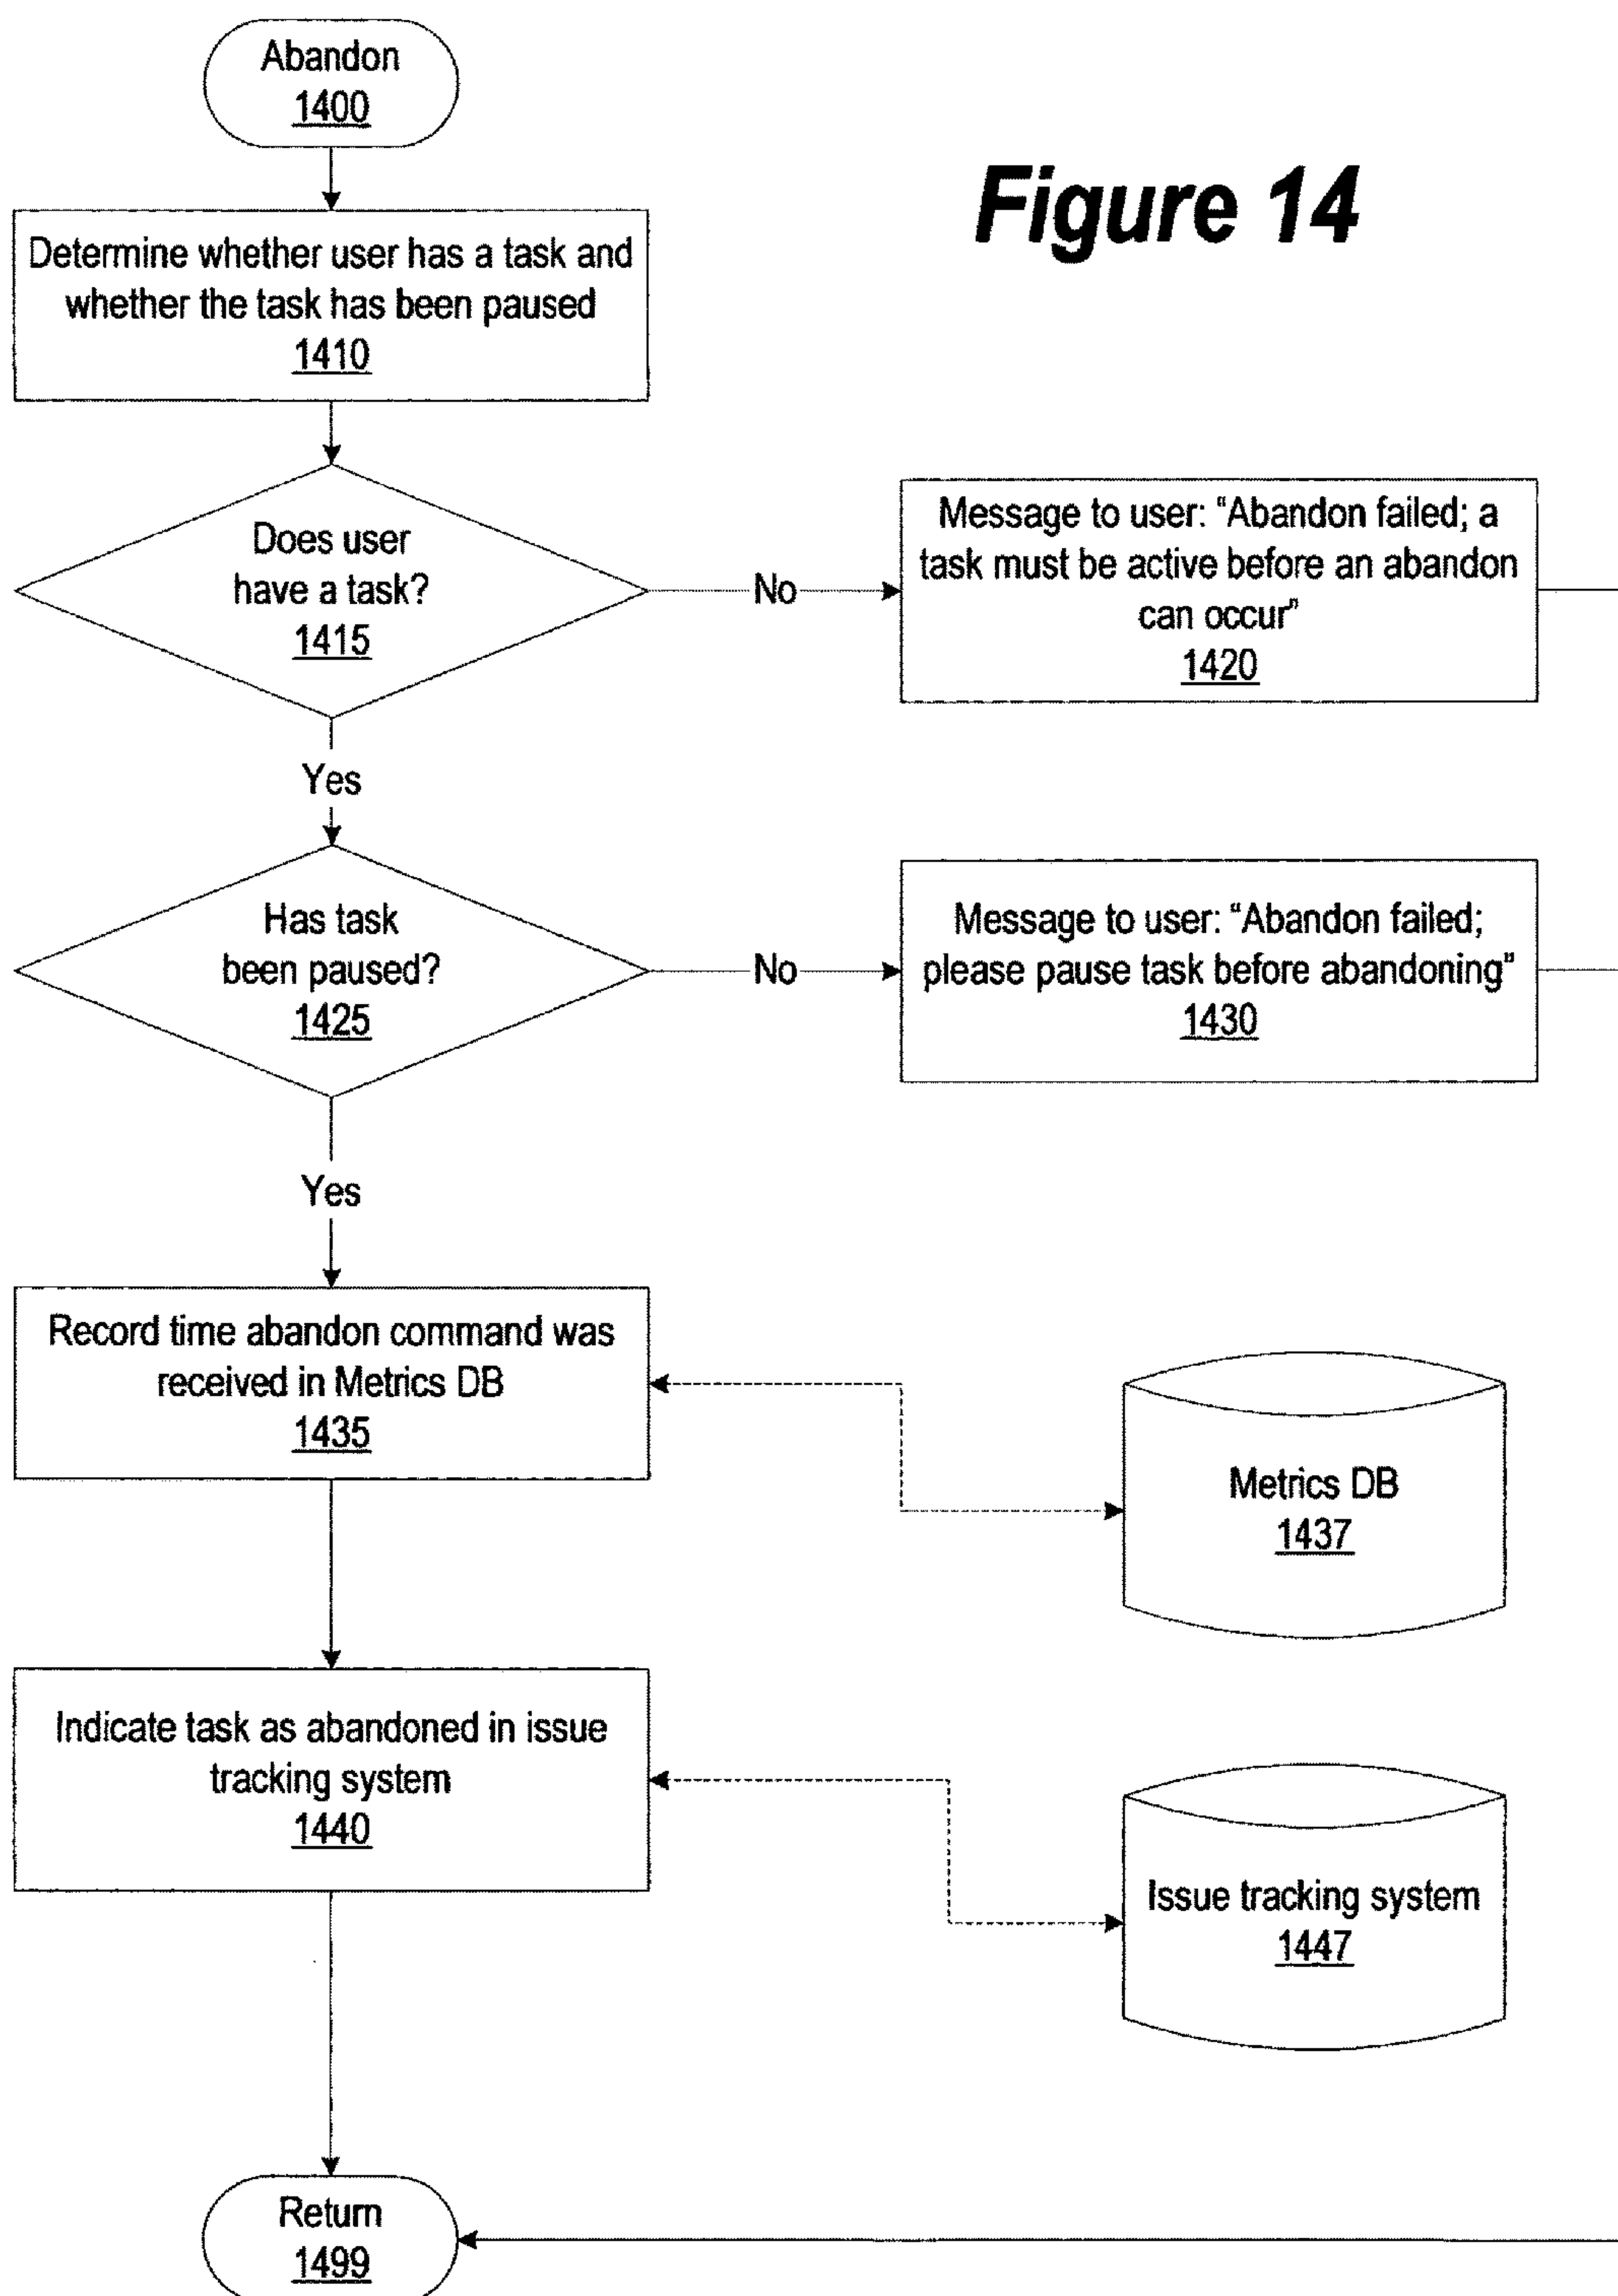 Abandon
1400
Figure 14
Determine whether user has a task and
whether the task has been paused
1410
Does user
have a task?
1415
No
Message to user: “Abandon failed; a
task must be active before an abandon
can occur”
1420
Yes
Has task
been paused?
1425
No
Message to user: “Abandon failed;
please pause task before abandoning”
1430
Yes
Record time abandon command was
received in Metrics DB
1435
Metrics DB
1437
Indicate task as abandoned in issue
tracking system
1440
Issue tracking system
1447
Return
1499